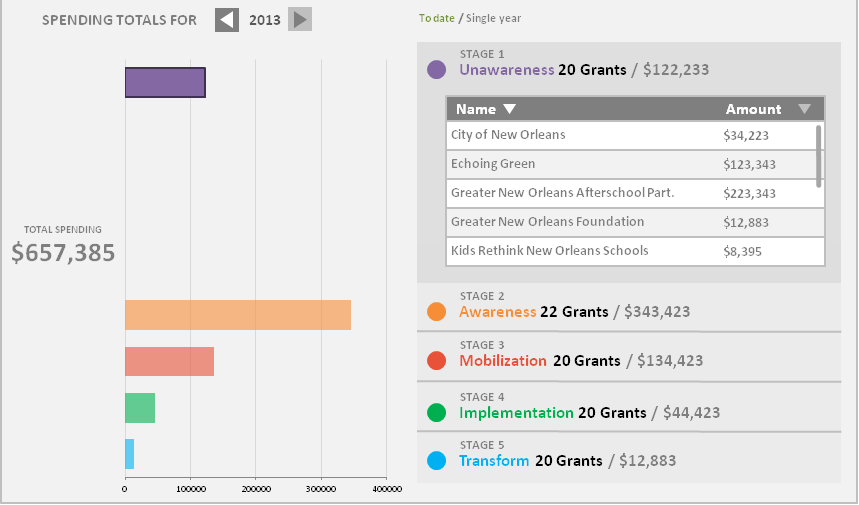 SPENDING TOTALS FOR 2013
To date / Single year
TOTAL SPENDING
$657,385
0 100000 200000 300000 400000
STAGE 1
Unawareness 20 Grants / $122,233
Name Amount
City of New Orleans $34,223
Echoing Green $123,343
Greater New Orleans Afterschool Part. $223,343
Greater New Orleans Foundation $12,883
Kids Rethink New Orleans Schools $8,395
STAGE 2
Awareness 22 Grants / $343,423
STAGE 3
Mobilization 20 Grants / $134,423
STAGE 4
Implementation 20 Grants / $44,423
STAGE 5
Transform 20 Grants / $12,883